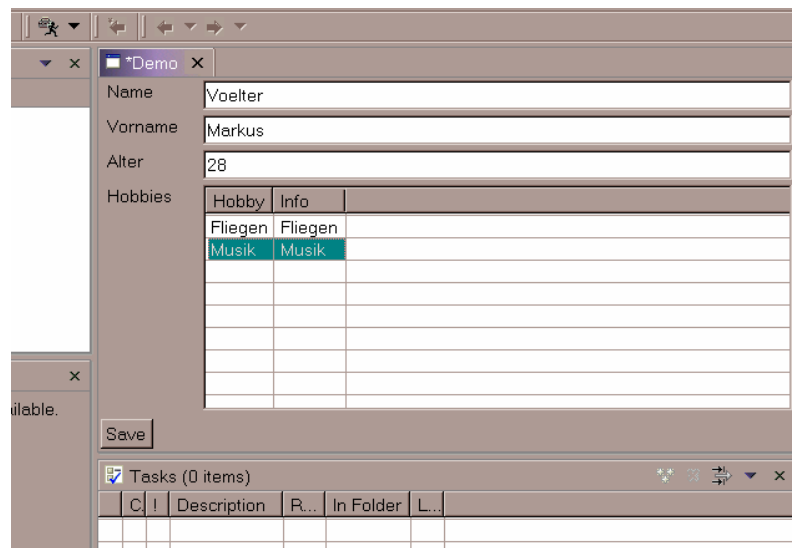 *Demo
Name Voelter
Vorname Markus
Alter 28
Hobbies Hobby Info
Fliegen Fliegen
Musik Musik
ilable.
Save
Tasks (0 items)
C. ! Description R... In Folder L...